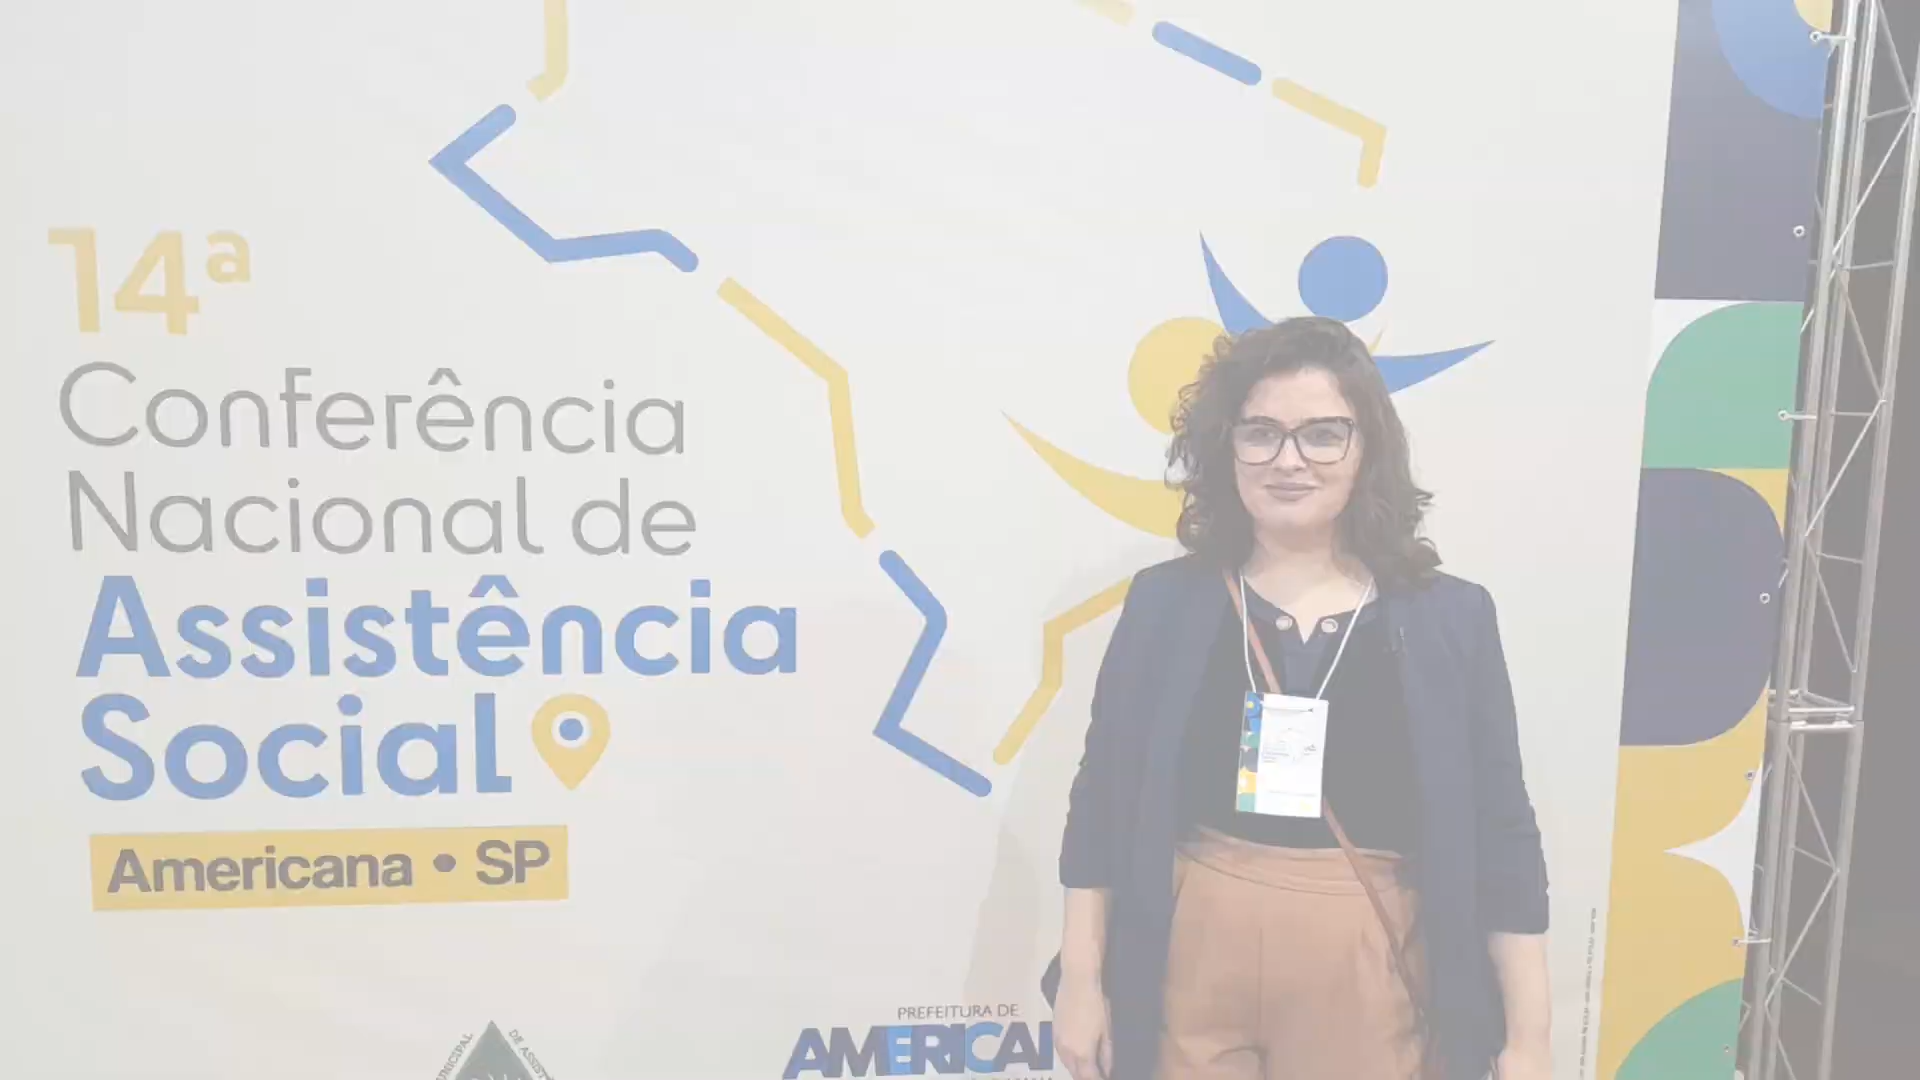 14ª
Conferência
Nacional de
Assistência
Social
Americana • SP
PREFEITURA DE
AMERICA